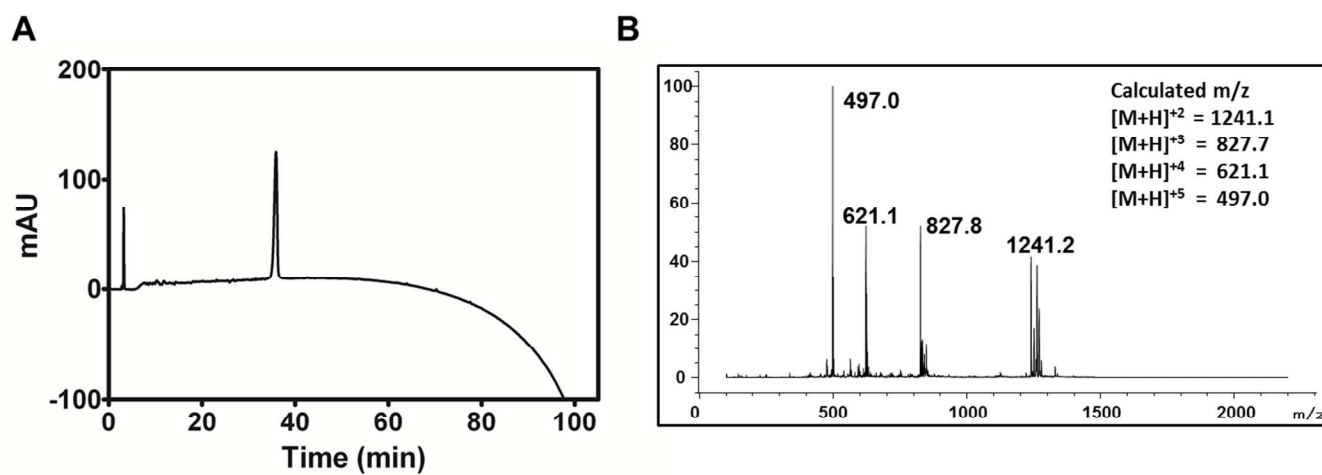 A
200
100
0
-100
mAU
0 20 40 60 80 100
Time (min)
B
100
80
60
40
20
0
497.0
621.1
827.8
1241.2
Calculated m/z
[M+H]+2 = 1241.1
[M+H]+3 = 827.7
[M+H]+4 = 621.1
[M+H]+5 = 497.0
0 500 1000 1500 2000 m/z